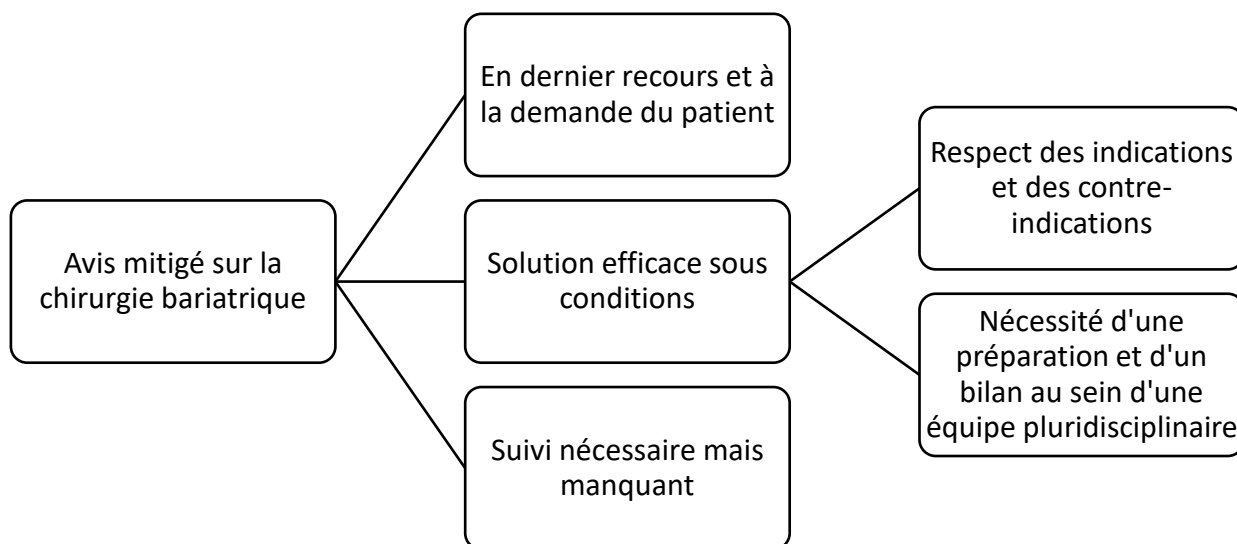 Avis mitigé sur la
chirurgie bariatrique
En dernier recours et à
la demande du patient
Solution efficace sous
conditions
Suivi nécessaire mais
manquant
Respect des indications
et des contre-
indications
Nécessité d'une
préparation et d'un
bilan au sein d'une
équipe pluridisciplinaire